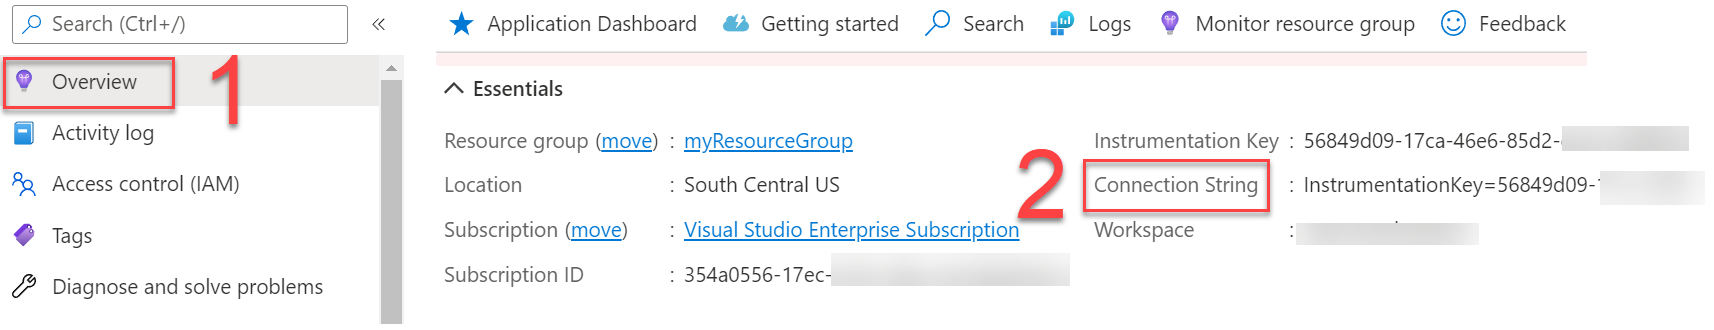 Search (Ctrl+/)
«
Overview
1
Activity log
Access control (IAM)
Tags
Diagnose and solve problems
Application Dashboard Getting started Search Logs Monitor resource group Feedback
Essentials
Resource group (move) : myResourceGroup
Location : South Central US
Subscription (move) : Visual Studio Enterprise Subscription
Subscription ID : 354a0556-17ec-
2
Instrumentation Key : 56849d09-17ca-46e6-85d2-
Connection String : InstrumentationKey=56849d09-
Workspace :